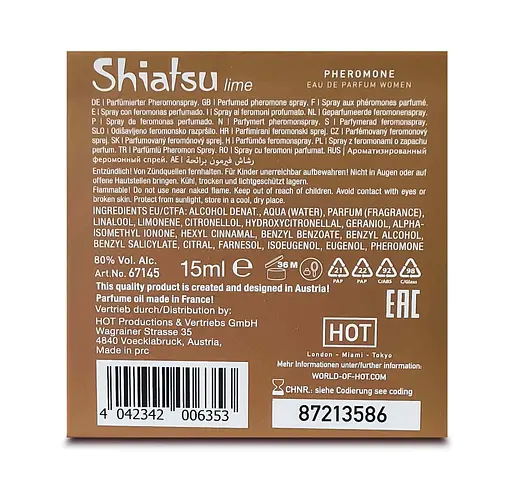 Shiatsu lime
PHEROMONE
EAU DE PARFUM WOMEN
DE | Parfümierter Pheromonspray. GB | Perfumed pheromone spray. F | Spray aux phéromones parfumé.
E | Spray con feromonas perfumado. I | Spray al feromoni profumato. NL | Geparfumeerde feromonenspray.
P | Spray de feromonas perfumado. N | Parfymert pheromonspray. S | Parfymerad feromonspray.
SLO | Odišavljeno feromonsko razpršilo. HR | Parfimirani feromonski sprej. CZ | Parfémovaný feromonový
sprej. SK | Parfumovaný feromónový sprej. H | Parfümös feromonspray. PL | Spray z feromonami o zapachu
perfum. TR | Parfümlü Pheromon Sprey. RO | Spray cu feromoni parfumat. RUS | Ароматизированный
феромонный спрей. AE | رشاش فيرمون برائحة
Entzündlich! Von Zündquellen fernhalten. Für Kinder unerreichbar aufbewahren. Nicht in Augen oder auf
offene Hautstellen bringen. Kühl, trocken und lichtgeschützt lagern.
Flammable! Do not use near naked flame. Keep out of reach of children. Avoid contact with eyes or
broken skin. Protect from sunlight, store in a cool, dry place.
INGREDIENTS EU/CTFA: ALCOHOL DENAT., AQUA (WATER), PARFUM (FRAGRANCE),
LINALOOL, LIMONENE, CITRONELLOL, HYDROXYCITRONELLAL, GERANIOL, ALPHA-
ISOMETHYL IONONE, HEXYL CINNAMAL, BENZYL BENZOATE, BENZYL ALCOHOL,
BENZYL SALICYLATE, CITRAL, FARNESOL, ISOEUGENOL, EUGENOL, PHEROMONE
80% Vol. Alc.
Art.No. 67145
15ml e
36 M
21 PAP
22 PAP
92 C/ABS
98 C/Glass
This quality product is created and designed in Austria!
Parfume oil made in France!
Vertrieb durch/Distribution by:
HOT Productions & Vertriebs GmbH
Wagrainer Strasse 35
4840 Voecklabruck, Austria,
Made in prc
EAC
HOT
London - Miami - Tokyo
Mehr Informationen unter/further information:
WORLD-OF-HOT.COM
CHNR.: siehe Codierung see coding
87213586
4 042342 006353